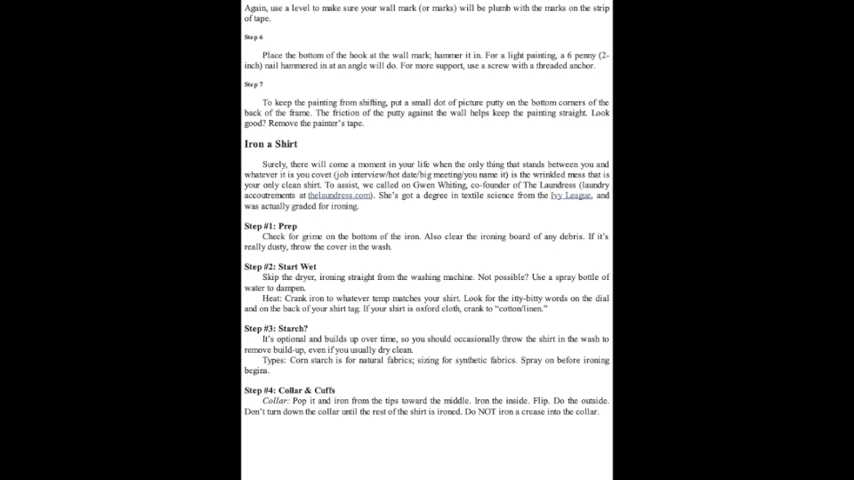 Again, use a level to make sure your wall mark (or marks) will be plumb with the marks on the strip
of tape.
Step 6
Place the bottom of the hook at the wall mark; hammer it in. For a light painting, a 6 penny (2-
inch) nail hammered in at an angle will do. For more support, use a screw with a threaded anchor.
Step 7
To keep the painting from shifting, put a small dot of picture putty on the bottom corners of the
back of the frame. The friction of the putty against the wall helps keep the painting straight. Look
good? Remove the painter's tape.
Iron a Shirt
Surely, there will come a moment in your life when the only thing that stands between you and
whatever it is you covet (job interview/hot date/big meeting/you name it) is the wrinkled mess that is
your only clean shirt. To assist, we called on Gwen Whiting, co-founder of The Laundress (laundry
accoutrements at thelaundress.com). She's got a degree in textile science from the Ivy League, and
was actually graded for ironing.
Step #1: Prep
Check for grime on the bottom of the iron. Also clear the ironing board of any debris. If it's
really dusty, throw the cover in the wash.
Step #2: Start Wet
Skip the dryer, ironing straight from the washing machine. Not possible? Use a spray bottle of
water to dampen.
Heat: Crank iron to whatever temp matches your shirt. Look for the itty-bitty words on the dial
and on the back of your shirt tag. If your shirt is oxford cloth, crank to "cotton/linen."
Step #3: Starch?
It's optional and builds up over time, so you should occasionally throw the shirt in the wash to
remove build-up, even if you usually dry clean.
Types: Corn starch is for natural fabrics; sizing for synthetic fabrics. Spray on before ironing
begins.
Step #4: Collar & Cuffs
Collar: Pop it and iron from the tips toward the middle. Iron the inside. Flip. Do the outside.
Don't turn down the collar until the rest of the shirt is ironed. Do NOT iron a crease into the collar.